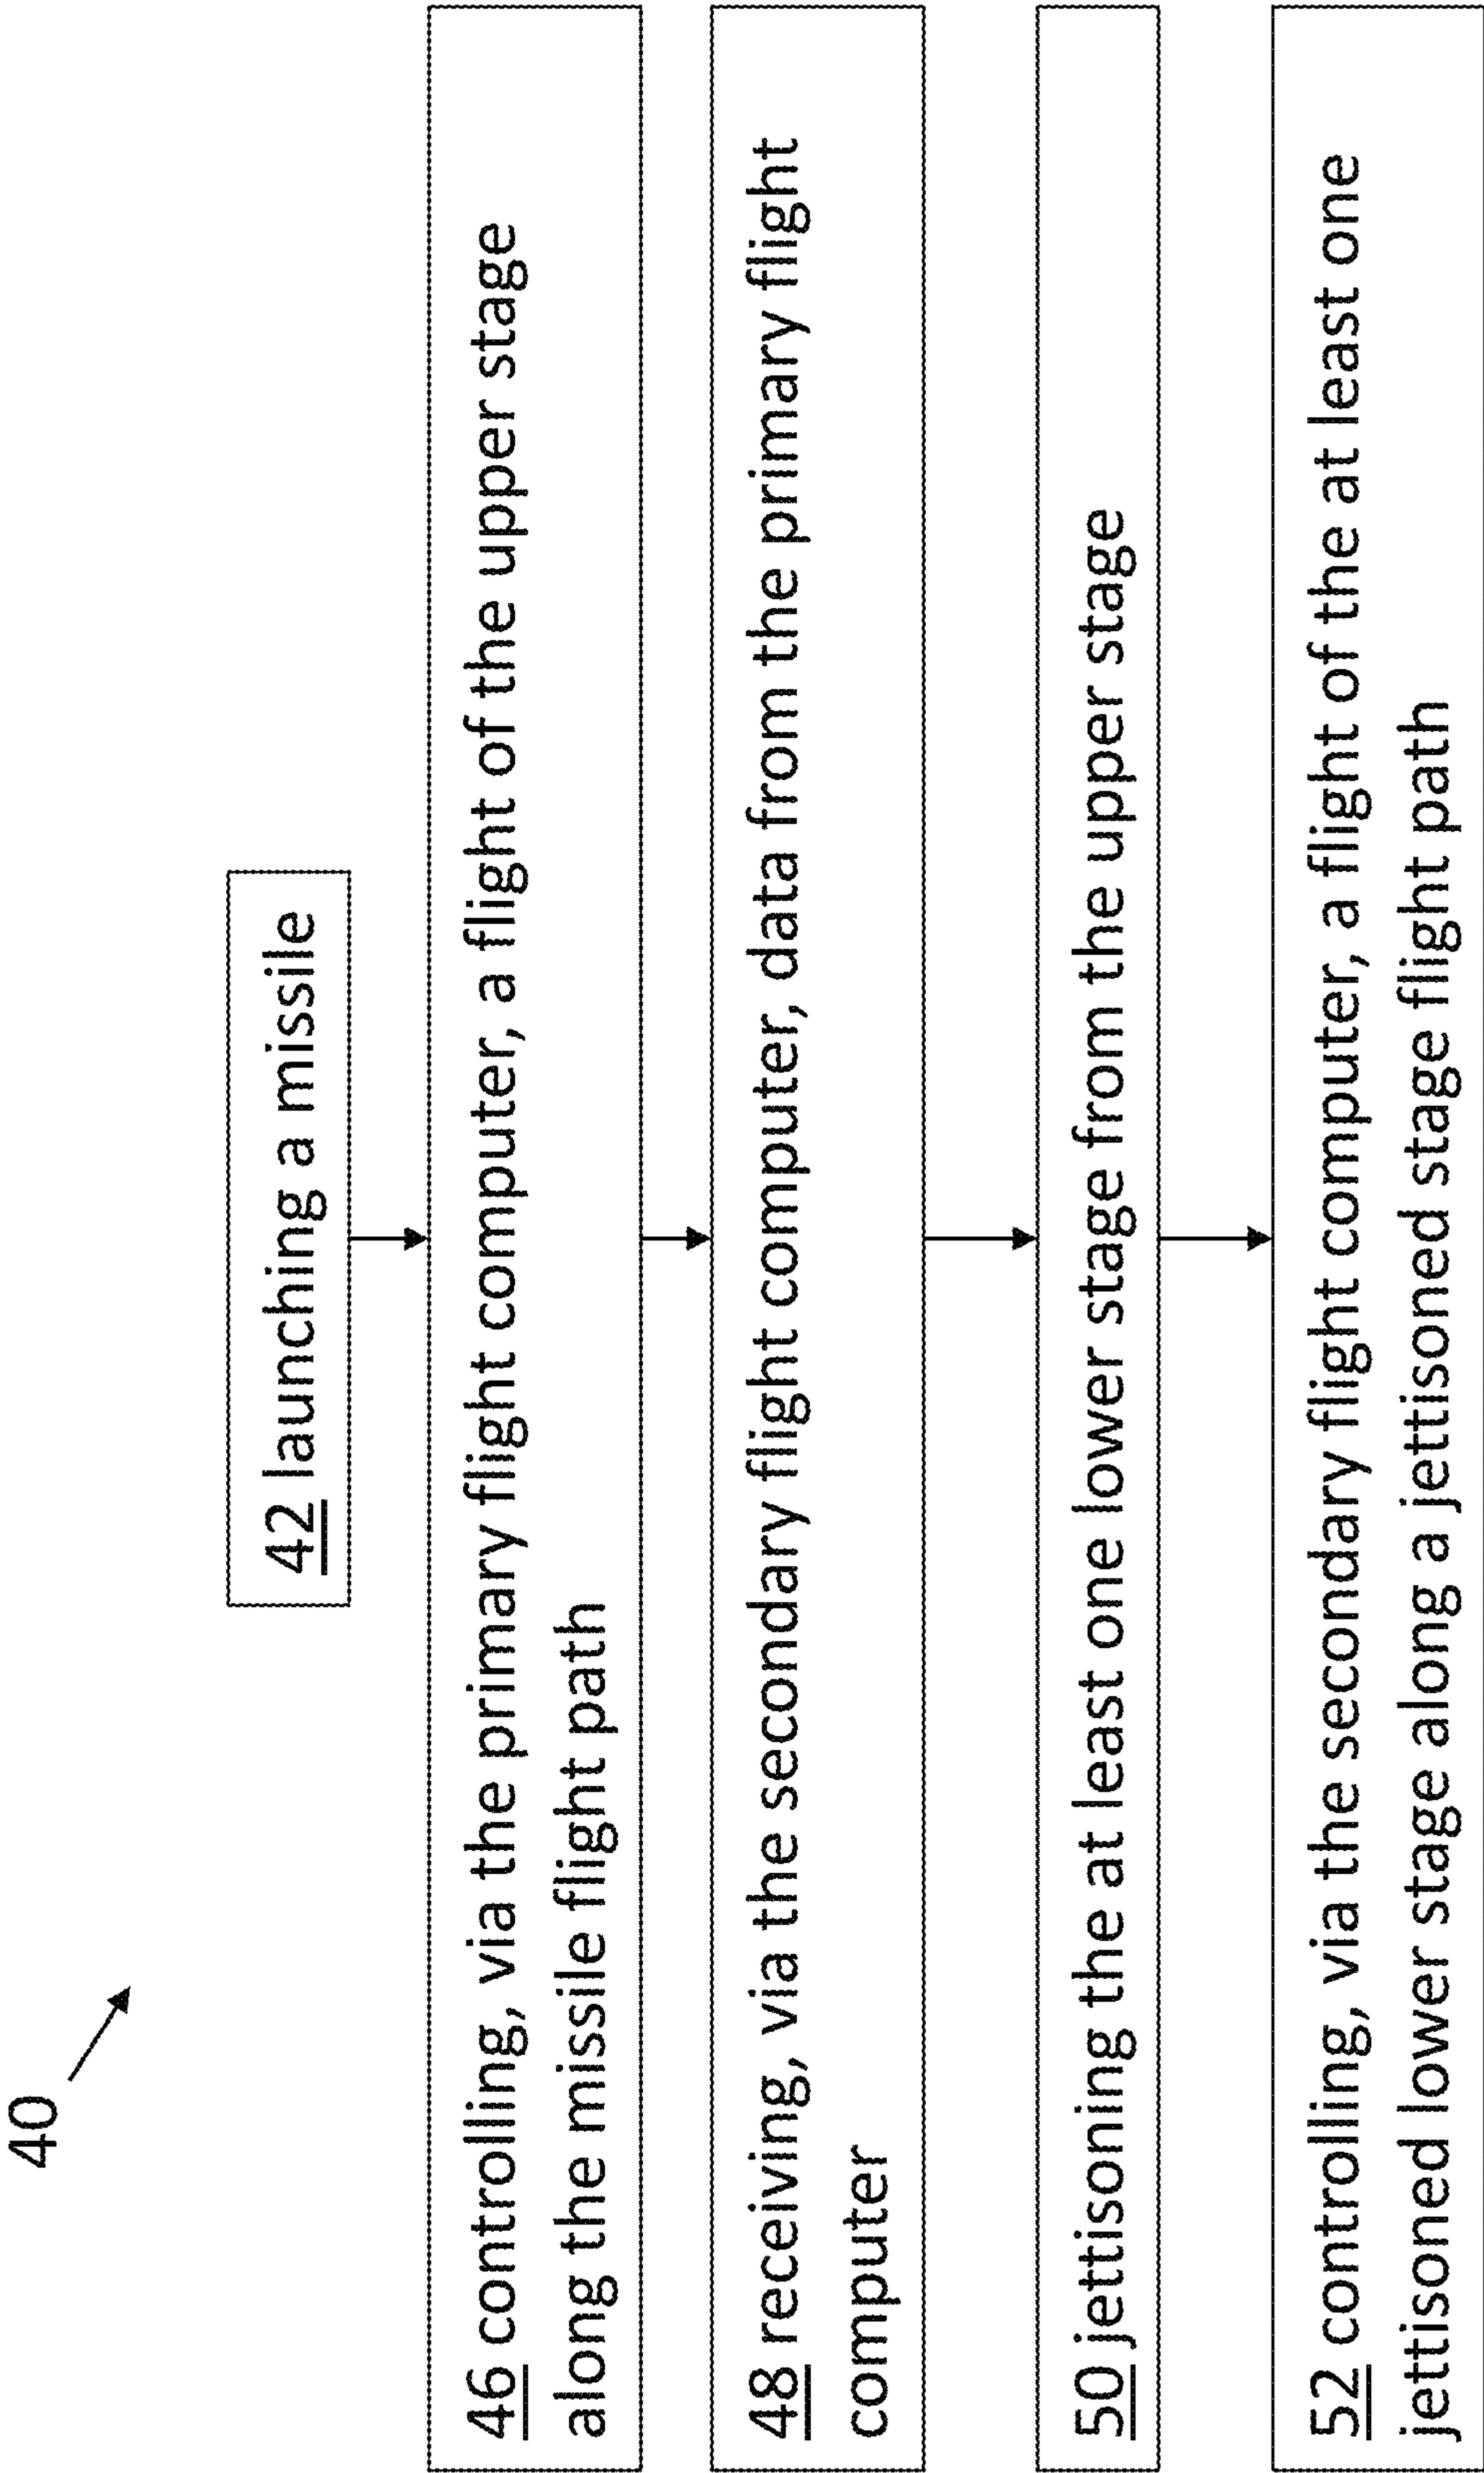 40
42 launching a missile
46 controlling, via the primary flight computer, a flight of the upper stage
along the missile flight path
48 receiving, via the secondary flight computer, data from the primary flight
computer
50 jettisoning the at least one lower stage from the upper stage
52 controlling, via the secondary flight computer, a flight of the at least one
jettisoned lower stage along a jettisoned stage flight path